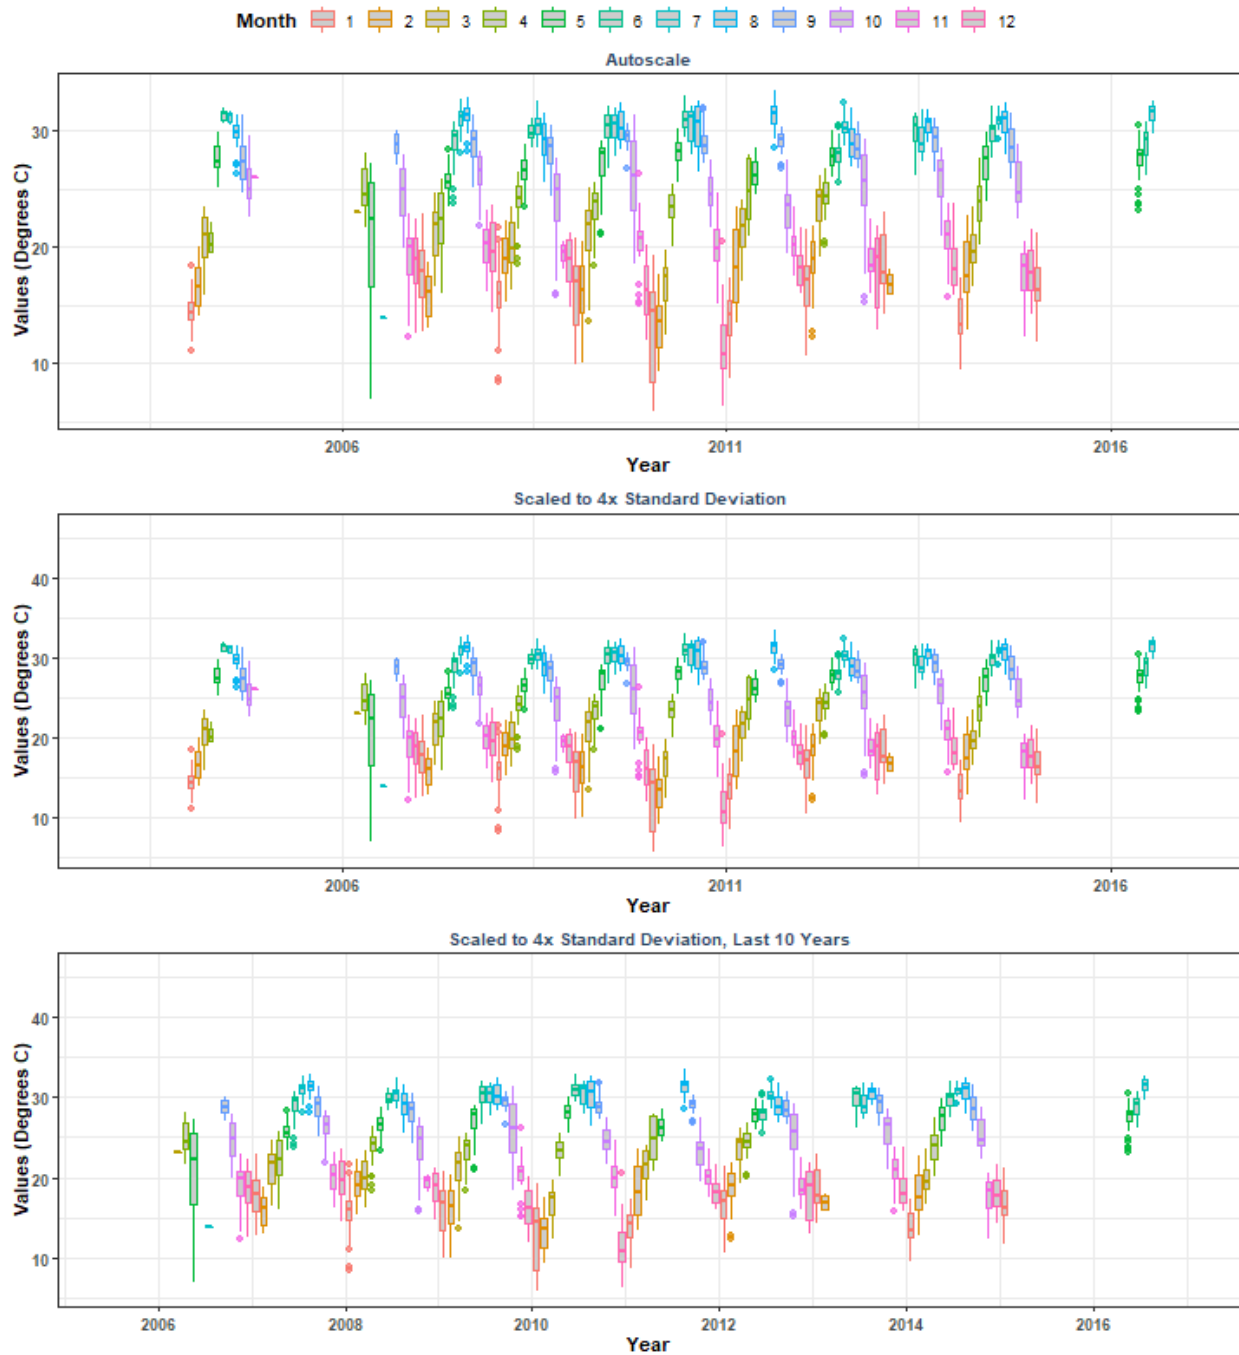 Month 1 2 3 4 5 6 7 8 9 10 11 12
Autoscale
Values (Degrees C)
30
20
10
2006 2011 2016
Year
Scaled to 4x Standard Deviation
Values (Degrees C)
40
30
20
10
2006 2011 2016
Year
Scaled to 4x Standard Deviation, Last 10 Years
Values (Degrees C)
40
30
20
10
2006 2008 2010 2012 2014 2016
Year